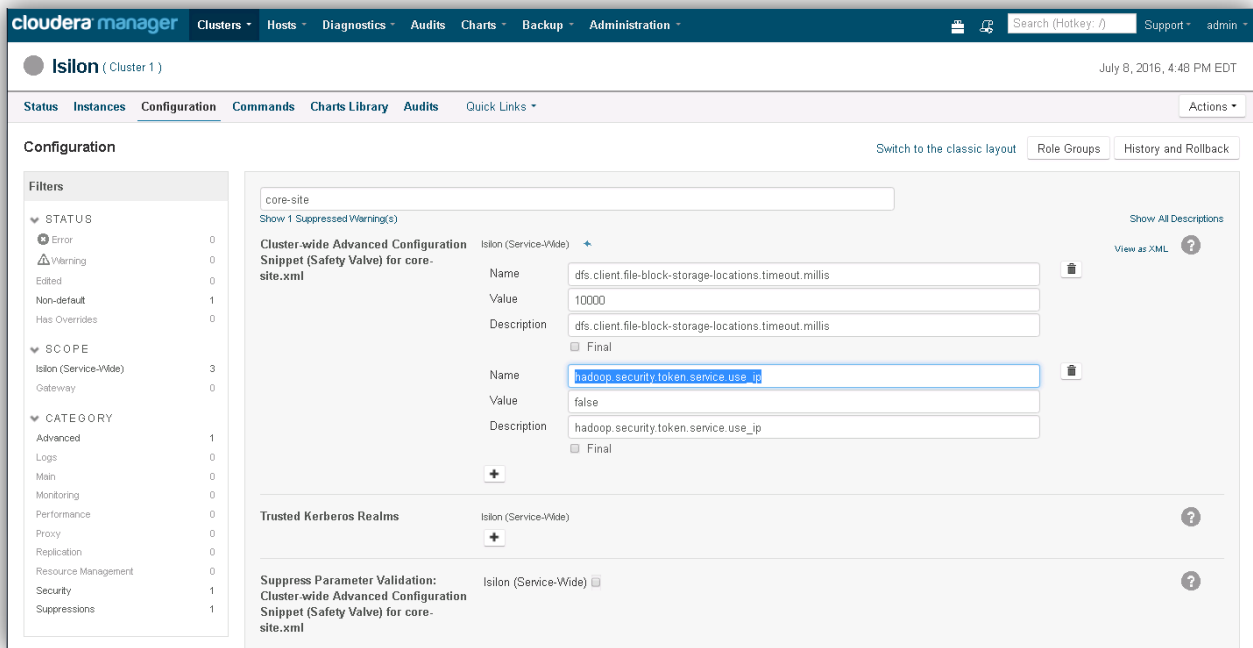 cloudera manager Clusters Hosts Diagnostics Audits Charts Backup Administration Search (Hotkey: /) Support admin
Isilon (Cluster 1) July 8, 2016, 4:48 PM EDT
Status Instances Configuration Commands Charts Library Audits Quick Links Actions
Configuration Switch to the classic layout Role Groups History and Rollback
Filters
STATUS
Error 0
Warning 0
Edited 0
Non-default 1
Has Overrides 0
SCOPE
Isilon (Service-Wide) 3
Gateway 0
CATEGORY
Advanced 1
Logs 0
Main 0
Monitoring 0
Performance 0
Proxy 0
Replication 0
Resource Management 0
Security 1
Suppressions 1
core-site
Show 1 Suppressed Warning(s) Show All Descriptions
Cluster-wide Advanced Configuration
Snippet (Safety Valve) for core-
site.xml
Isilon (Service-Wide) View as XML ?
Name dfs.client.file-block-storage-locations.timeout.millis
Value 10000
Description dfs.client.file-block-storage-locations.timeout.millis
Final
Name hadoop.security.token.service.use_ip
Value false
Description hadoop.security.token.service.use_ip
Final
Trusted Kerberos Realms Isilon (Service-Wide) ?
Suppress Parameter Validation:
Cluster-wide Advanced Configuration
Snippet (Safety Valve) for core-
site.xml
Isilon (Service-Wide) ?